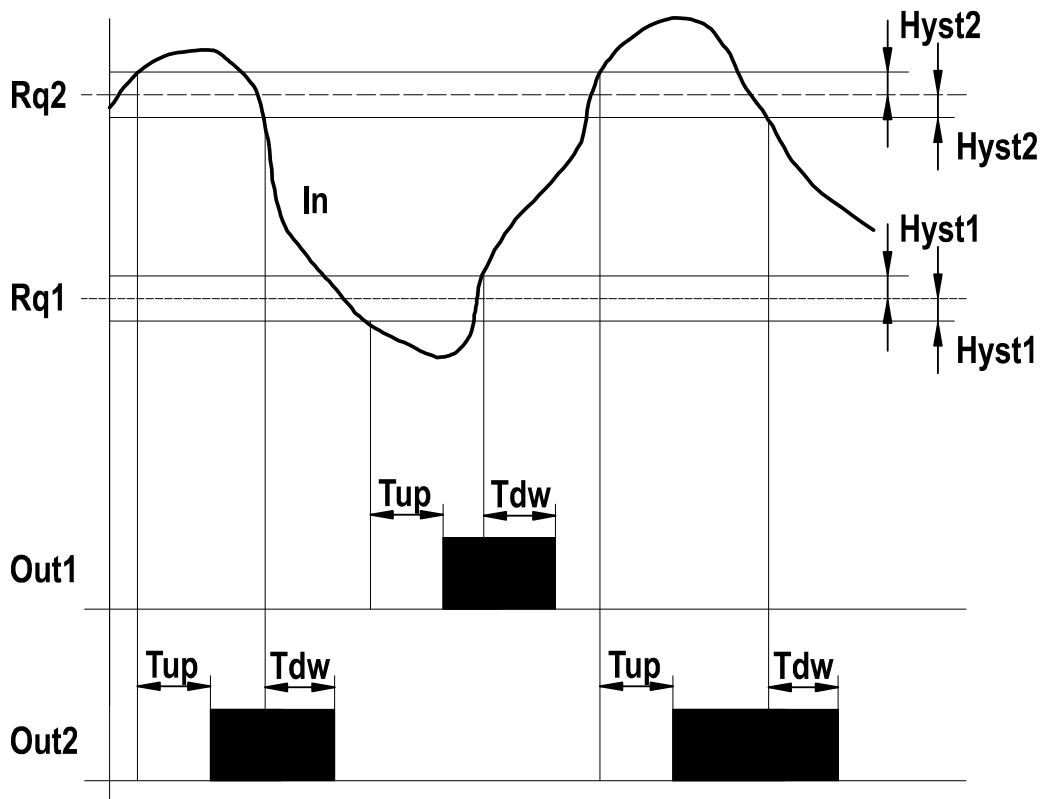 Hyst2
Rq2
Hyst2
In
Hyst1
Rq1
Hyst1
Tup
Tdw
Out1
Tup
Tdw
Tup
Tdw
Out2